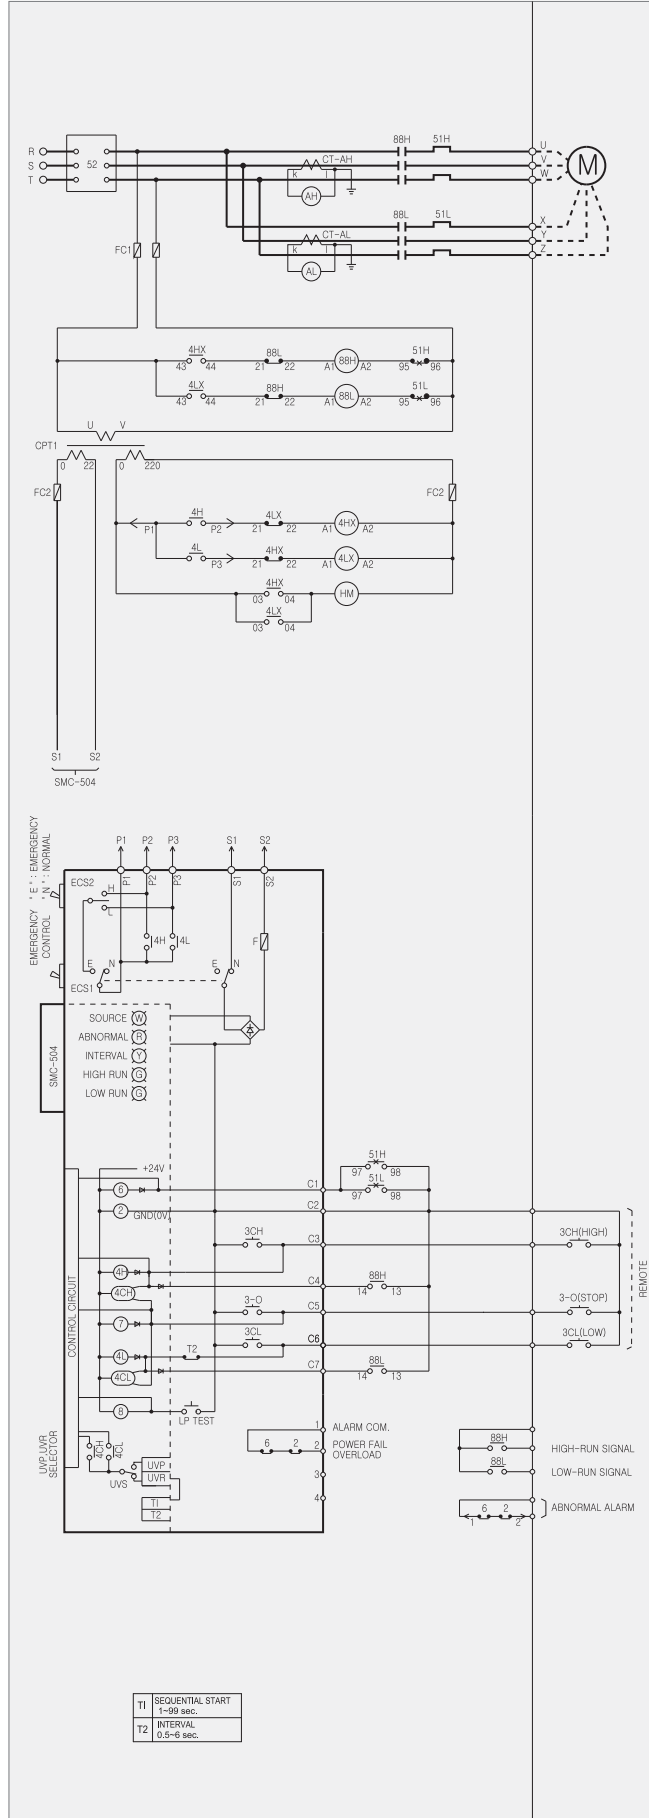 R
S
T
52
FC1
CT-AH
k
l
AH
CT-AL
k
l
AL
88H
51H
88L
51L
U
V
W
M
X
Y
Z
4HX
43
44
88L
21
22
A1
88H
A2
51H
95
96
4LX
43
44
88H
21
22
A1
88L
A2
51L
95
96
U
V
CPT1
0
22
0
220
FC2
FC2
P1
4H
P2
4LX
21
22
A1
4HX
A2
4L
P3
4HX
21
22
A1
4LX
A2
4HX
03
04
HM
4LX
03
04
S1
S2
SMC-504
EMERGENCY CONTROL
"E": EMERGENCY
"N": NORMAL
P1
P2
P3
S1
S2
P1
P2
P3
S1
S2
ECS2
H
L
4H
4L
F
E
N
ECS1
E
N
SMC-504
SOURCE W
ABNORMAL R
INTERVAL Y
HIGH RUN G
LOW RUN G
CONTROL CIRCUIT
+24V
6
2
GND(0V)
4H
4CH
7
4L
4CL
8
T2
LP TEST
3CH
3-O
3CL
C1
C2
C3
C4
C5
C6
C7
51H
97
98
51L
97
98
88H
14
13
88L
14
13
3CH(HIGH)
3-O(STOP)
3CL(LOW)
REMOTE
UVP,UVR
SELECTOR
4CH
4CL
UVS
UVP
UVR
TI
T2
6
2
1
ALARM COM.
2
POWER FAIL
OVERLOAD
3
4
88H
HIGH-RUN SIGNAL
88L
LOW-RUN SIGNAL
6
2
1
2
ABNORMAL ALARM
TI
SEQUENTIAL START
1~99 sec.
T2
INTERVAL
0.5~6 sec.